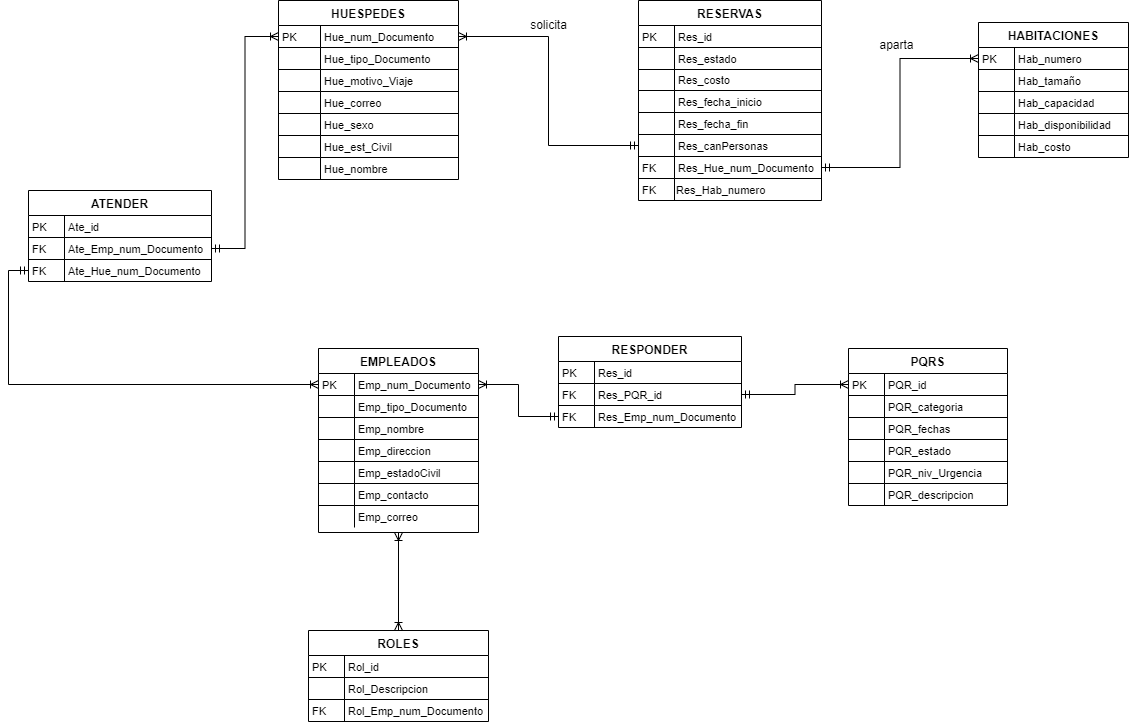 HUESPEDES
PK Hue_num_Documento
Hue_tipo_Documento
Hue_motivo_Viaje
Hue_correo
Hue_sexo
Hue_est_Civil
Hue_nombre
solicita
RESERVAS
PK Res_id
Res_estado
Res_costo
Res_fecha_inicio
Res_fecha_fin
Res_canPersonas
FK Res_Hue_num_Documento
FK Res_Hab_numero
aparta
HABITACIONES
PK Hab_numero
Hab_tamaño
Hab_capacidad
Hab_disponibilidad
Hab_costo
ATENDER
PK Ate_id
FK Ate_Emp_num_Documento
FK Ate_Hue_num_Documento
EMPLEADOS
PK Emp_num_Documento
Emp_tipo_Documento
Emp_nombre
Emp_direccion
Emp_estadoCivil
Emp_contacto
Emp_correo
RESPONDER
PK Res_id
FK Res_PQR_id
FK Res_Emp_num_Documento
PQRS
PK PQR_id
PQR_categoria
PQR_fechas
PQR_estado
PQR_niv_Urgencia
PQR_descripcion
ROLES
PK Rol_id
Rol_Descripcion
FK Rol_Emp_num_Documento